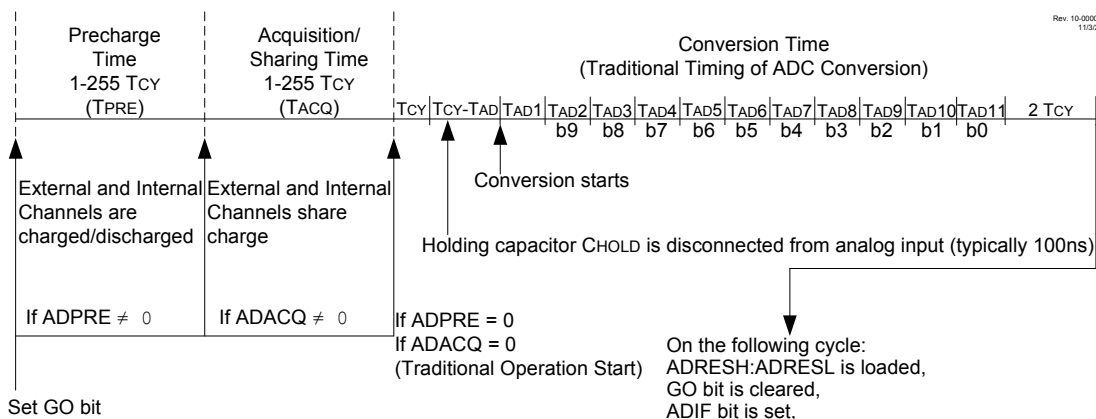 Rev. 10-0000
11/3/2
Precharge
Time
1-255 TCY
(TPRE)
Acquisition/
Sharing Time
1-255 TCY
(TACQ)
Conversion Time
(Traditional Timing of ADC Conversion)
TCY TCY-TAD TAD1 TAD2 TAD3 TAD4 TAD5 TAD6 TAD7 TAD8 TAD9 TAD10 TAD11 2 TCY
b9 b8 b7 b6 b5 b4 b3 b2 b1 b0
External and Internal
Channels are
charged/discharged
External and Internal
Channels share
charge
Conversion starts
Holding capacitor CHOLD is disconnected from analog input (typically 100ns)
If ADPRE ≠ 0
If ADACQ ≠ 0
If ADPRE = 0
If ADACQ = 0
(Traditional Operation Start)
Set GO bit
On the following cycle:
ADRESH:ADRESL is loaded,
GO bit is cleared,
ADIF bit is set,